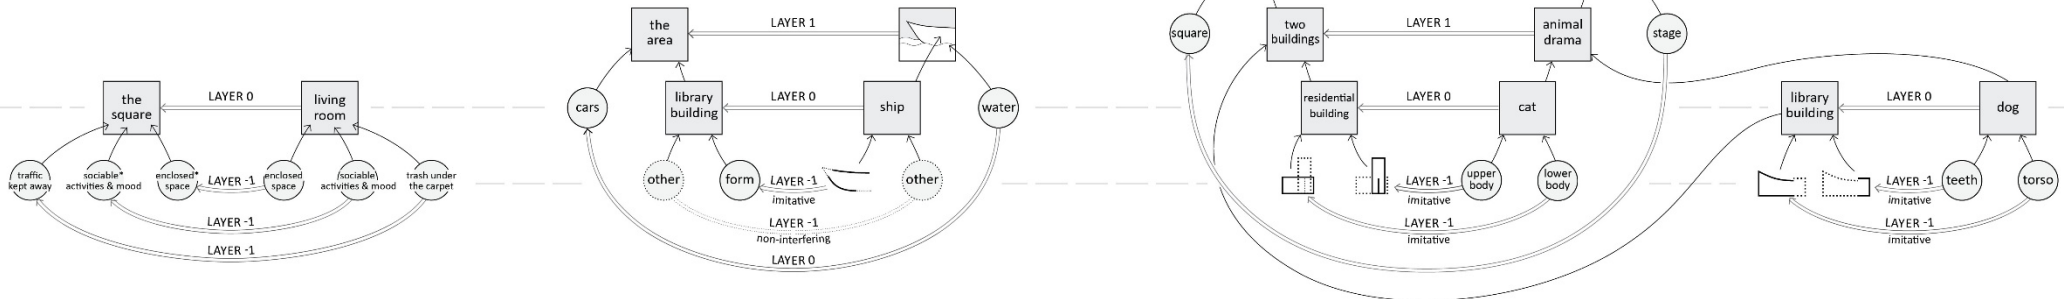 the
square
LAYER 0
living
room
traffic
kept away
sociable*
activities & mood
enclosed*
space
LAYER -1
enclosed
space
sociable
activities & mood
trash under
the carpet
LAYER -1
LAYER -1
the
area
LAYER 1
cars
library
building
LAYER 0
ship
water
other
form
LAYER -1
imitative
other
LAYER -1
non-interfering
LAYER 0
square
two
buildings
LAYER 1
animal
drama
stage
residential
building
LAYER 0
cat
LAYER -1
imitative
upper
body
lower
body
LAYER -1
imitative
library
building
LAYER 0
dog
LAYER -1
imitative
teeth
torso
LAYER -1
imitative